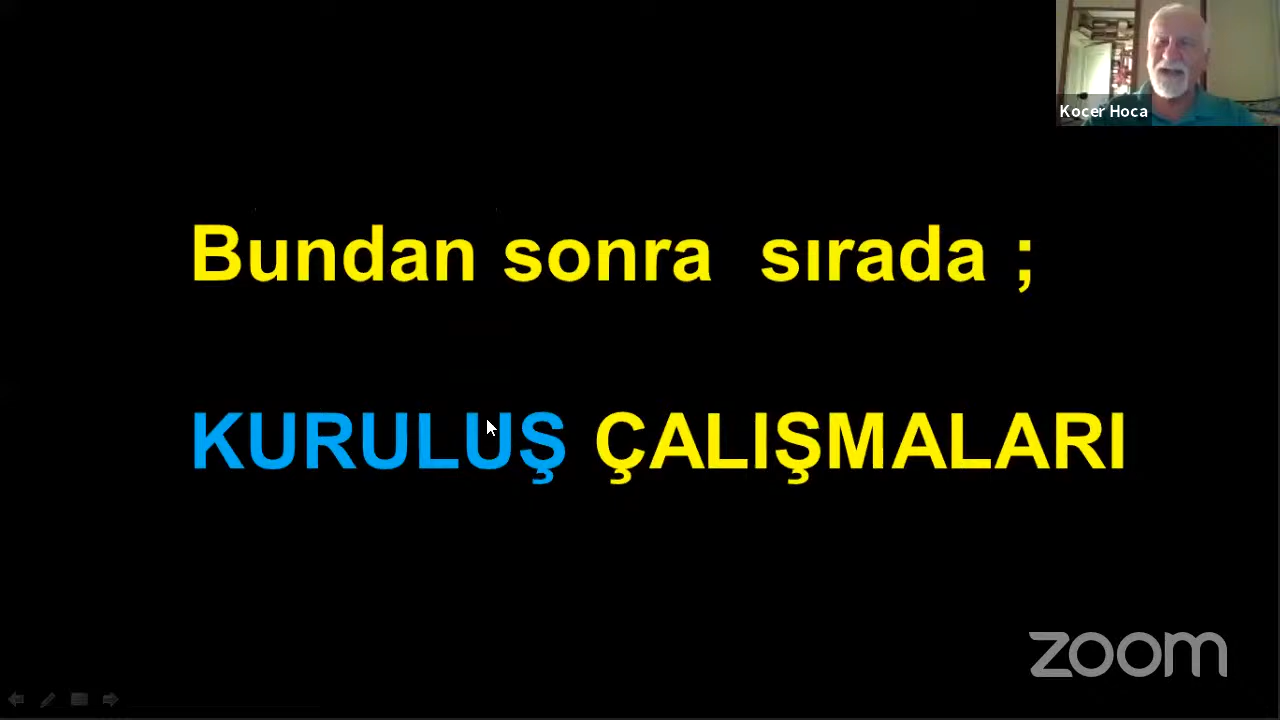 Kocer Hoca
Bundan sonra sırada ;
KURULUŞ ÇALIŞMALARI
zoom